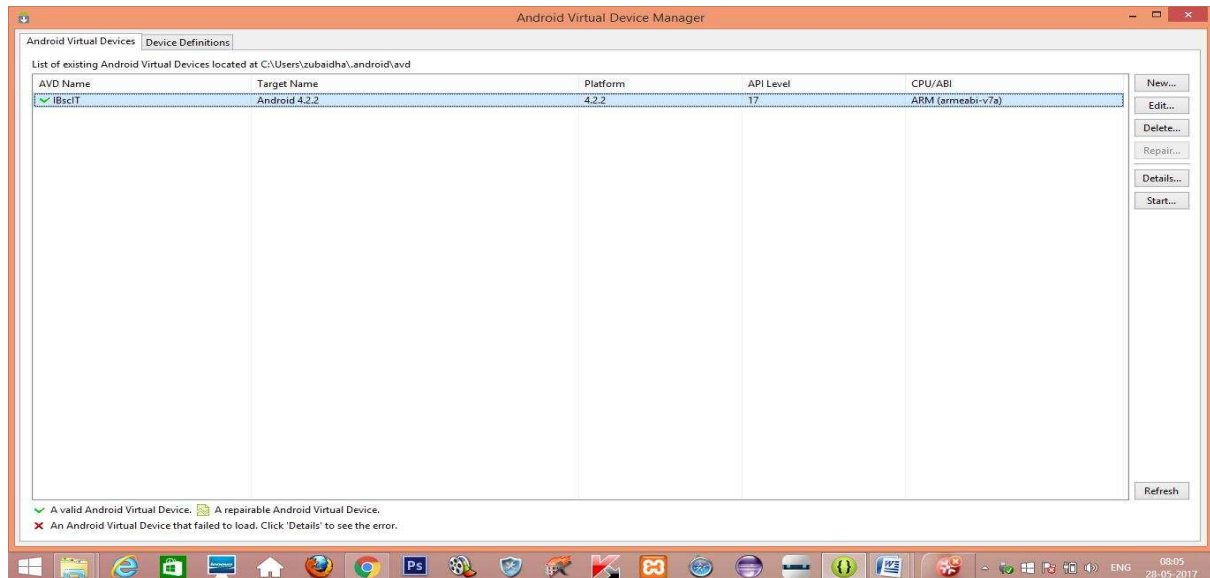 Android Virtual Device Manager
Android Virtual Devices Device Definitions
List of existing Android Virtual Devices located at C:\Users\zubaidha\.android\avd
AVD Name Target Name Platform API Level CPU/ABI
IBscIT Android 4.2.2 4.2.2 17 ARM (armeabi-v7a)
New...
Edit...
Delete...
Repair...
Details...
Start...
Refresh
A valid Android Virtual Device. A repairable Android Virtual Device.
An Android Virtual Device that failed to load. Click 'Details' to see the error.
Ps
ENG
08:05
28-05-2017